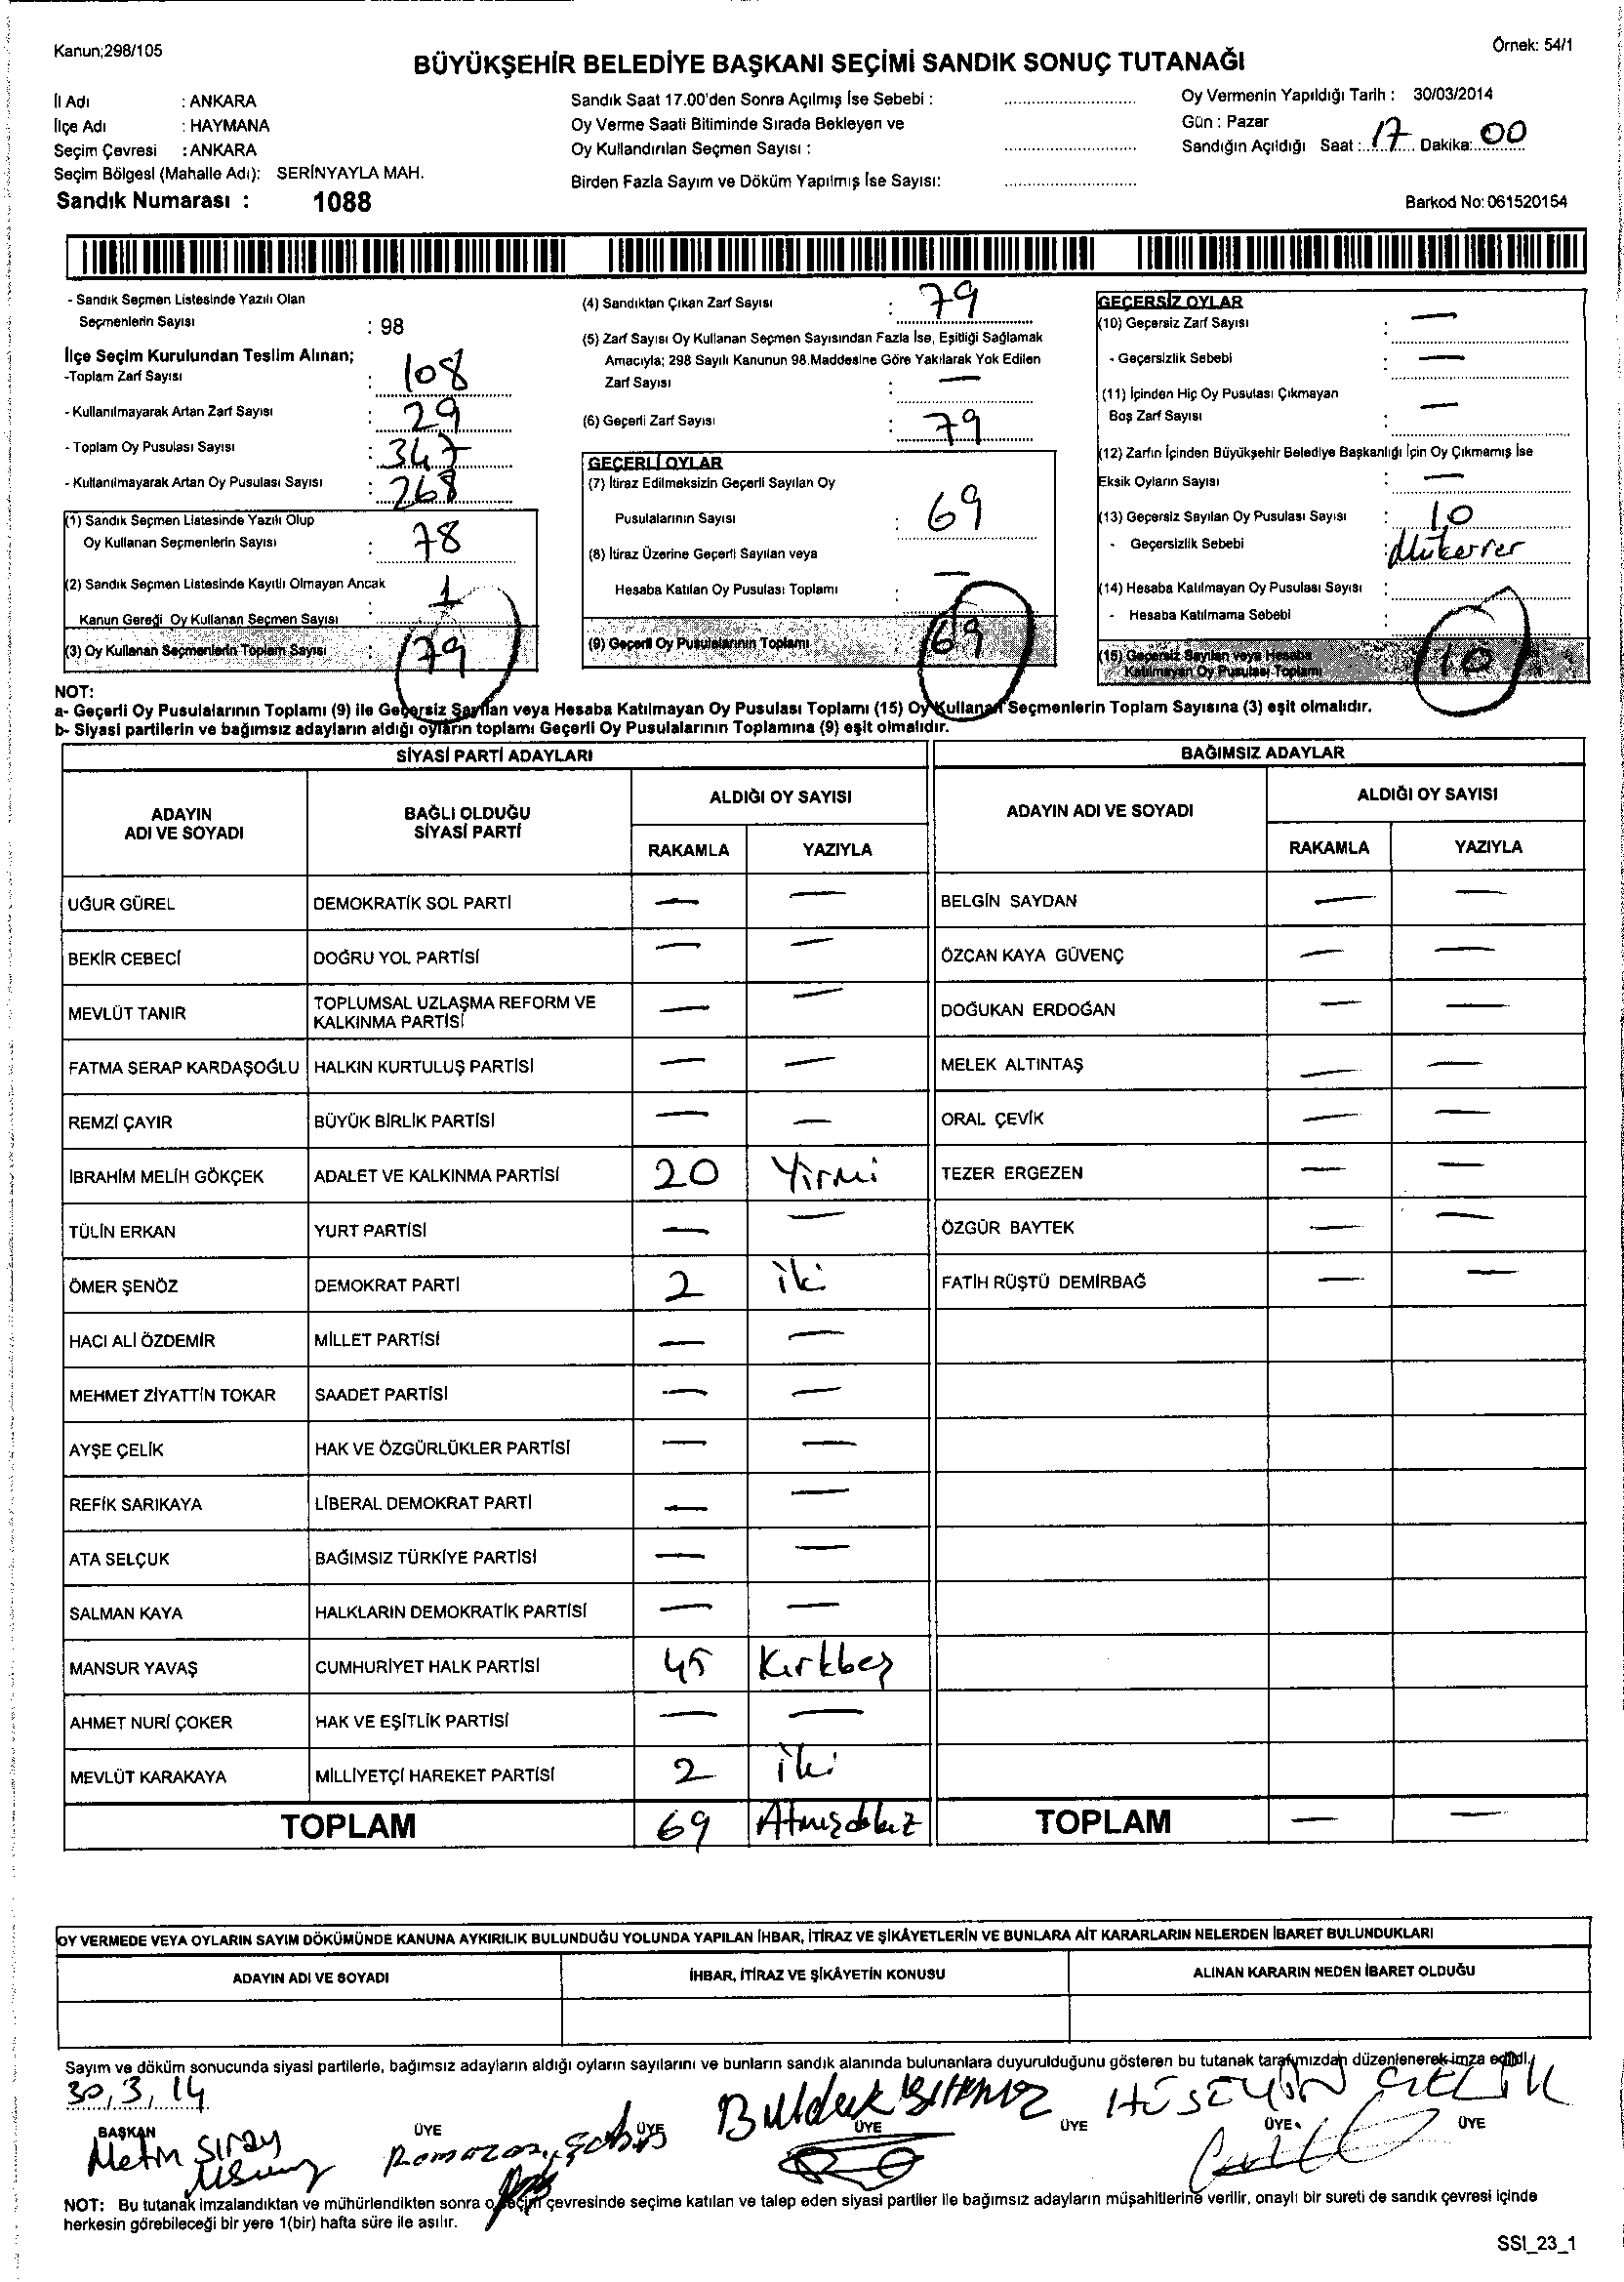 Kanun;298/105
Örnek: 54/1
BÜYÜKŞEHİR BELEDİYE BAŞKANI SEÇİMİ SANDIK SONUÇ TUTANAĞI
İl Adı : ANKARA
İlçe Adı : HAYMANA
Seçim Çevresi : ANKARA
Seçim Bölgesi (Mahalle Adı): SERİNYAYLA MAH.
Sandık Numarası : 1088
Sandık Saat 17.00'den Sonra Açılmış İse Sebebi :
Oy Verme Saati Bitiminde Sırada Bekleyen ve
Oy Kullandırılan Seçmen Sayısı :
Birden Fazla Sayım ve Döküm Yapılmış İse Sayısı:
Oy Vermenin Yapıldığı Tarih : 30/03/2014
Gün : Pazar
Sandığın Açıldığı Saat : 17 Dakika: 00
Barkod No: 061520154
- Sandık Seçmen Listesinde Yazılı Olan
Seçmenlerin Sayısı : 98
İlçe Seçim Kurulundan Teslim Alınan;
-Toplam Zarf Sayısı : 108
- Kullanılmayarak Artan Zarf Sayısı : 29
- Toplam Oy Pusulası Sayısı : 347
- Kullanılmayarak Artan Oy Pusulası Sayısı : 268
(1) Sandık Seçmen Listesinde Yazılı Olup
Oy Kullanan Seçmenlerin Sayısı : 78
(2) Sandık Seçmen Listesinde Kayıtlı Olmayan Ancak
Kanun Gereği Oy Kullanan Seçmen Sayısı : 1
(3) Oy Kullanan Seçmenlerin Toplam Sayısı : 79
(4) Sandıktan Çıkan Zarf Sayısı : 79
(5) Zarf Sayısı Oy Kullanan Seçmen Sayısından Fazla İse, Eşitliği Sağlamak
Amacıyla; 298 Sayılı Kanunun 98.Maddesine Göre Yakılarak Yok Edilen
Zarf Sayısı : —
(6) Geçerli Zarf Sayısı : 79
GEÇERLİ OYLAR
(7) İtiraz Edilmeksizin Geçerli Sayılan Oy
Pusulalarının Sayısı : 69
(8) İtiraz Üzerine Geçerli Sayılan veya
Hesaba Katılan Oy Pusulası Toplamı : —
(9) Geçerli Oy Pusulalarının Toplamı : 69
GEÇERSİZ OYLAR
(10) Geçersiz Zarf Sayısı : —
- Geçersizlik Sebebi : —
(11) İçinden Hiç Oy Pusulası Çıkmayan
Boş Zarf Sayısı : —
(12) Zarfın İçinden Büyükşehir Belediye Başkanlığı İçin Oy Çıkmamış İse
Eksik Oyların Sayısı : —
(13) Geçersiz Sayılan Oy Pusulası Sayısı : 10
- Geçersizlik Sebebi : Mükerrer
(14) Hesaba Katılmayan Oy Pusulası Sayısı :
- Hesaba Katılmama Sebebi :
(15) Geçersiz Sayılan veya Hesaba
Katılmayan Oy Pusulası Toplamı : 10
NOT:
a- Geçerli Oy Pusulalarının Toplamı (9) ile Geçersiz Sayılan veya Hesaba Katılmayan Oy Pusulası Toplamı (15) Oy Kullanan Seçmenlerin Toplam Sayısına (3) eşit olmalıdır.
b- Siyasi partilerin ve bağımsız adayların aldığı oyların toplamı Geçerli Oy Pusulalarının Toplamına (9) eşit olmalıdır.
SİYASİ PARTİ ADAYLARI
ADAYIN
ADI VE SOYADI
BAĞLI OLDUĞU
SİYASİ PARTİ
ALDIĞI OY SAYISI
RAKAMLA YAZIYLA
UĞUR GÜREL DEMOKRATİK SOL PARTİ — —
BEKİR CEBECİ DOĞRU YOL PARTİSİ — —
MEVLÜT TANIR TOPLUMSAL UZLAŞMA REFORM VE
KALKINMA PARTİSİ — —
FATMA SERAP KARDAŞOĞLU HALKIN KURTULUŞ PARTİSİ — —
REMZİ ÇAYIR BÜYÜK BİRLİK PARTİSİ — —
İBRAHİM MELİH GÖKÇEK ADALET VE KALKINMA PARTİSİ 20 Yirmi
TÜLİN ERKAN YURT PARTİSİ — —
ÖMER ŞENÖZ DEMOKRAT PARTİ 2 iki
HACI ALİ ÖZDEMİR MİLLET PARTİSİ — —
MEHMET ZİYATTİN TOKAR SAADET PARTİSİ — —
AYŞE ÇELİK HAK VE ÖZGÜRLÜKLER PARTİSİ — —
REFİK SARIKAYA LİBERAL DEMOKRAT PARTİ — —
ATA SELÇUK BAĞIMSIZ TÜRKİYE PARTİSİ — —
SALMAN KAYA HALKLARIN DEMOKRATİK PARTİSİ — —
MANSUR YAVAŞ CUMHURİYET HALK PARTİSİ 45 Kırkbeş
AHMET NURİ ÇOKER HAK VE EŞİTLİK PARTİSİ — —
MEVLÜT KARAKAYA MİLLİYETÇİ HAREKET PARTİSİ 2 iki
TOPLAM 69
BAĞIMSIZ ADAYLAR
ADAYIN ADI VE SOYADI
ALDIĞI OY SAYISI
RAKAMLA YAZIYLA
BELGİN SAYDAN — —
ÖZCAN KAYA GÜVENÇ — —
DOĞUKAN ERDOĞAN — —
MELEK ALTINTAŞ — —
ORAL ÇEVİK — —
TEZER ERGEZEN — —
ÖZGÜR BAYTEK — —
FATİH RÜŞTÜ DEMİRBAĞ — —
TOPLAM — —
OY VERMEDE VEYA OYLARIN SAYIM DÖKÜMÜNDE KANUNA AYKIRILIK BULUNDUĞU YOLUNDA YAPILAN İHBAR, İTİRAZ VE ŞİKÂYETLERİN VE BUNLARA AİT KARARLARIN NELERDEN İBARET BULUNDUKLARI
ADAYIN ADI VE SOYADI
İHBAR, İTİRAZ VE ŞİKÂYETİN KONUSU
ALINAN KARARIN NEDEN İBARET OLDUĞU
Sayım ve döküm sonucunda siyasi partilerle, bağımsız adayların aldığı oyların sayılarını ve bunların sandık alanında bulunanlara duyurulduğunu gösteren bu tutanak tarafımızdan düzenlenerek imza edildi.
30,3,14
BAŞKAN ÜYE ÜYE ÜYE ÜYE ÜYE ÜYE
Metin Ramazan HÜSEYİN ÇELİK
NOT: Bu tutanak imzalandıktan ve mühürlendikten sonra o seçim çevresinde seçime katılan ve talep eden siyasi partiler ile bağımsız adayların müşahitlerine verilir, onaylı bir sureti de sandık çevresi içinde
herkesin görebileceği bir yere 1(bir) hafta süre ile asılır.
SSI_23_1